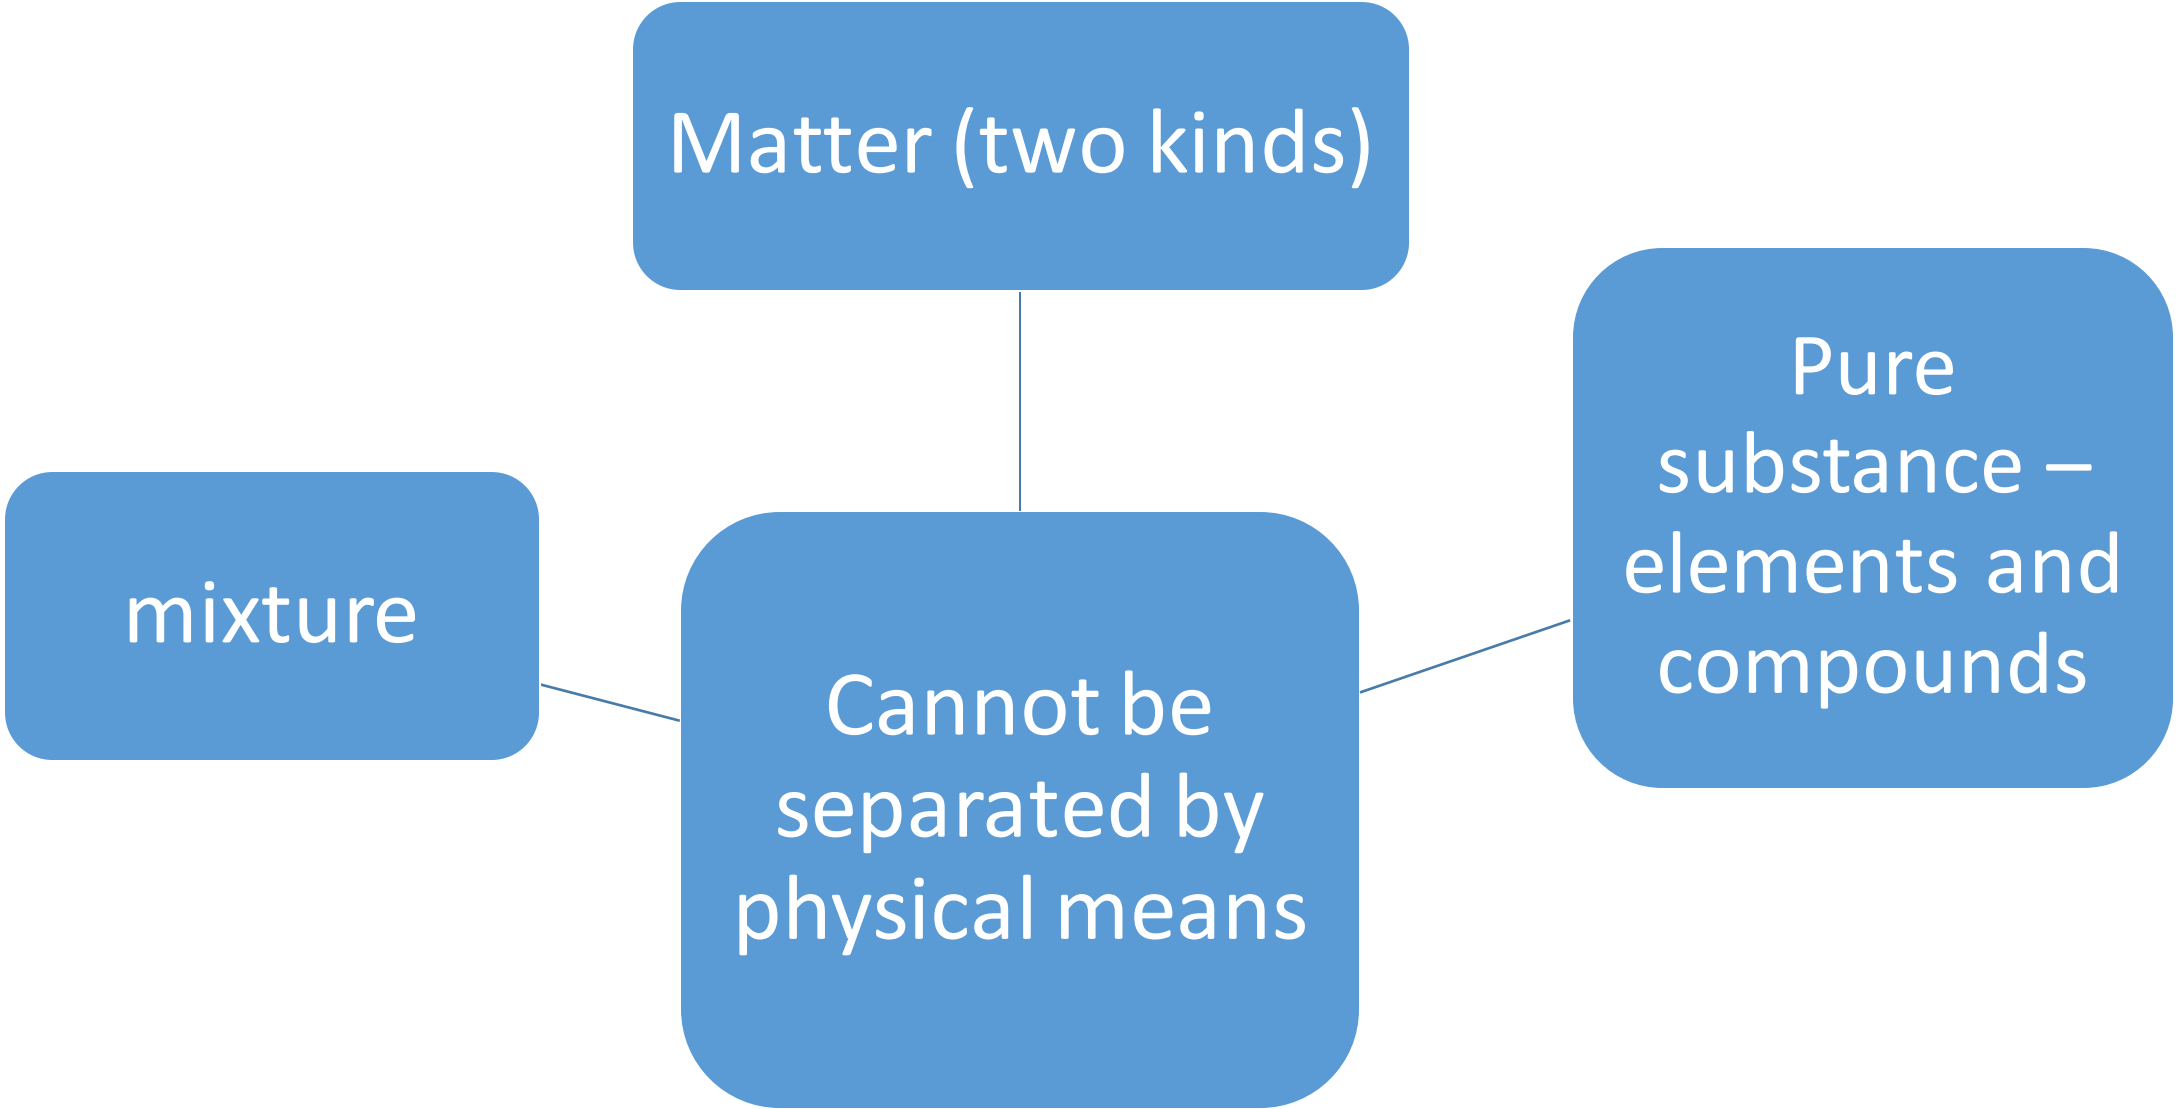 Matter (two kinds)
mixture
Cannot be
separated by
physical means
Pure
substance –
elements and
compounds